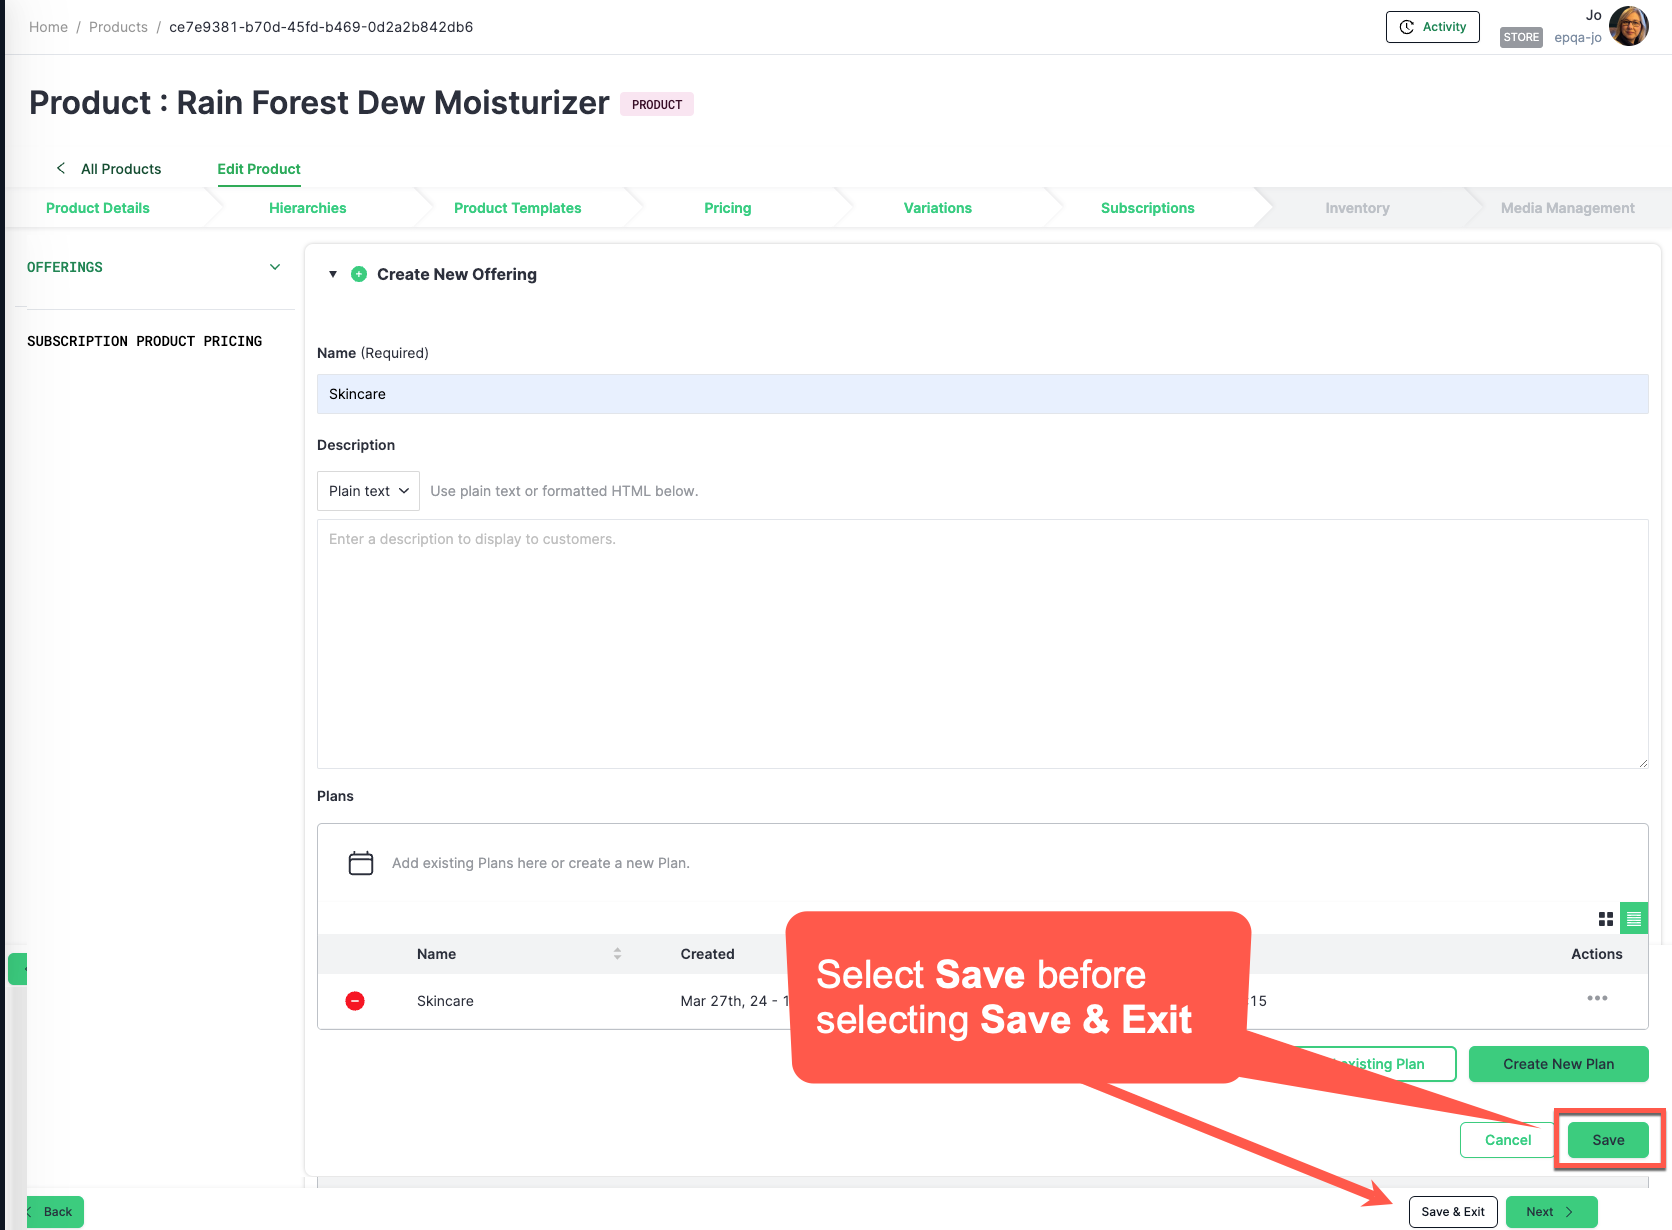 Home / Products / ce7e9381-b70d-45fd-b469-0d2a2b842db6
Activity
STORE
Jo
epqa-jo
Product : Rain Forest Dew Moisturizer
PRODUCT
All Products
Edit Product
Product Details
Hierarchies
Product Templates
Pricing
Variations
Subscriptions
Inventory
Media Management
OFFERINGS
SUBSCRIPTION PRODUCT PRICING
Create New Offering
Name (Required)
Skincare
Description
Plain text
Use plain text or formatted HTML below.
Enter a description to display to customers.
Plans
Add existing Plans here or create a new Plan.
Name
Created
Actions
Skincare
Mar 27th, 24 -
15
Select Save before
selecting Save & Exit
existing Plan
Create New Plan
Cancel
Save
Back
Save & Exit
Next